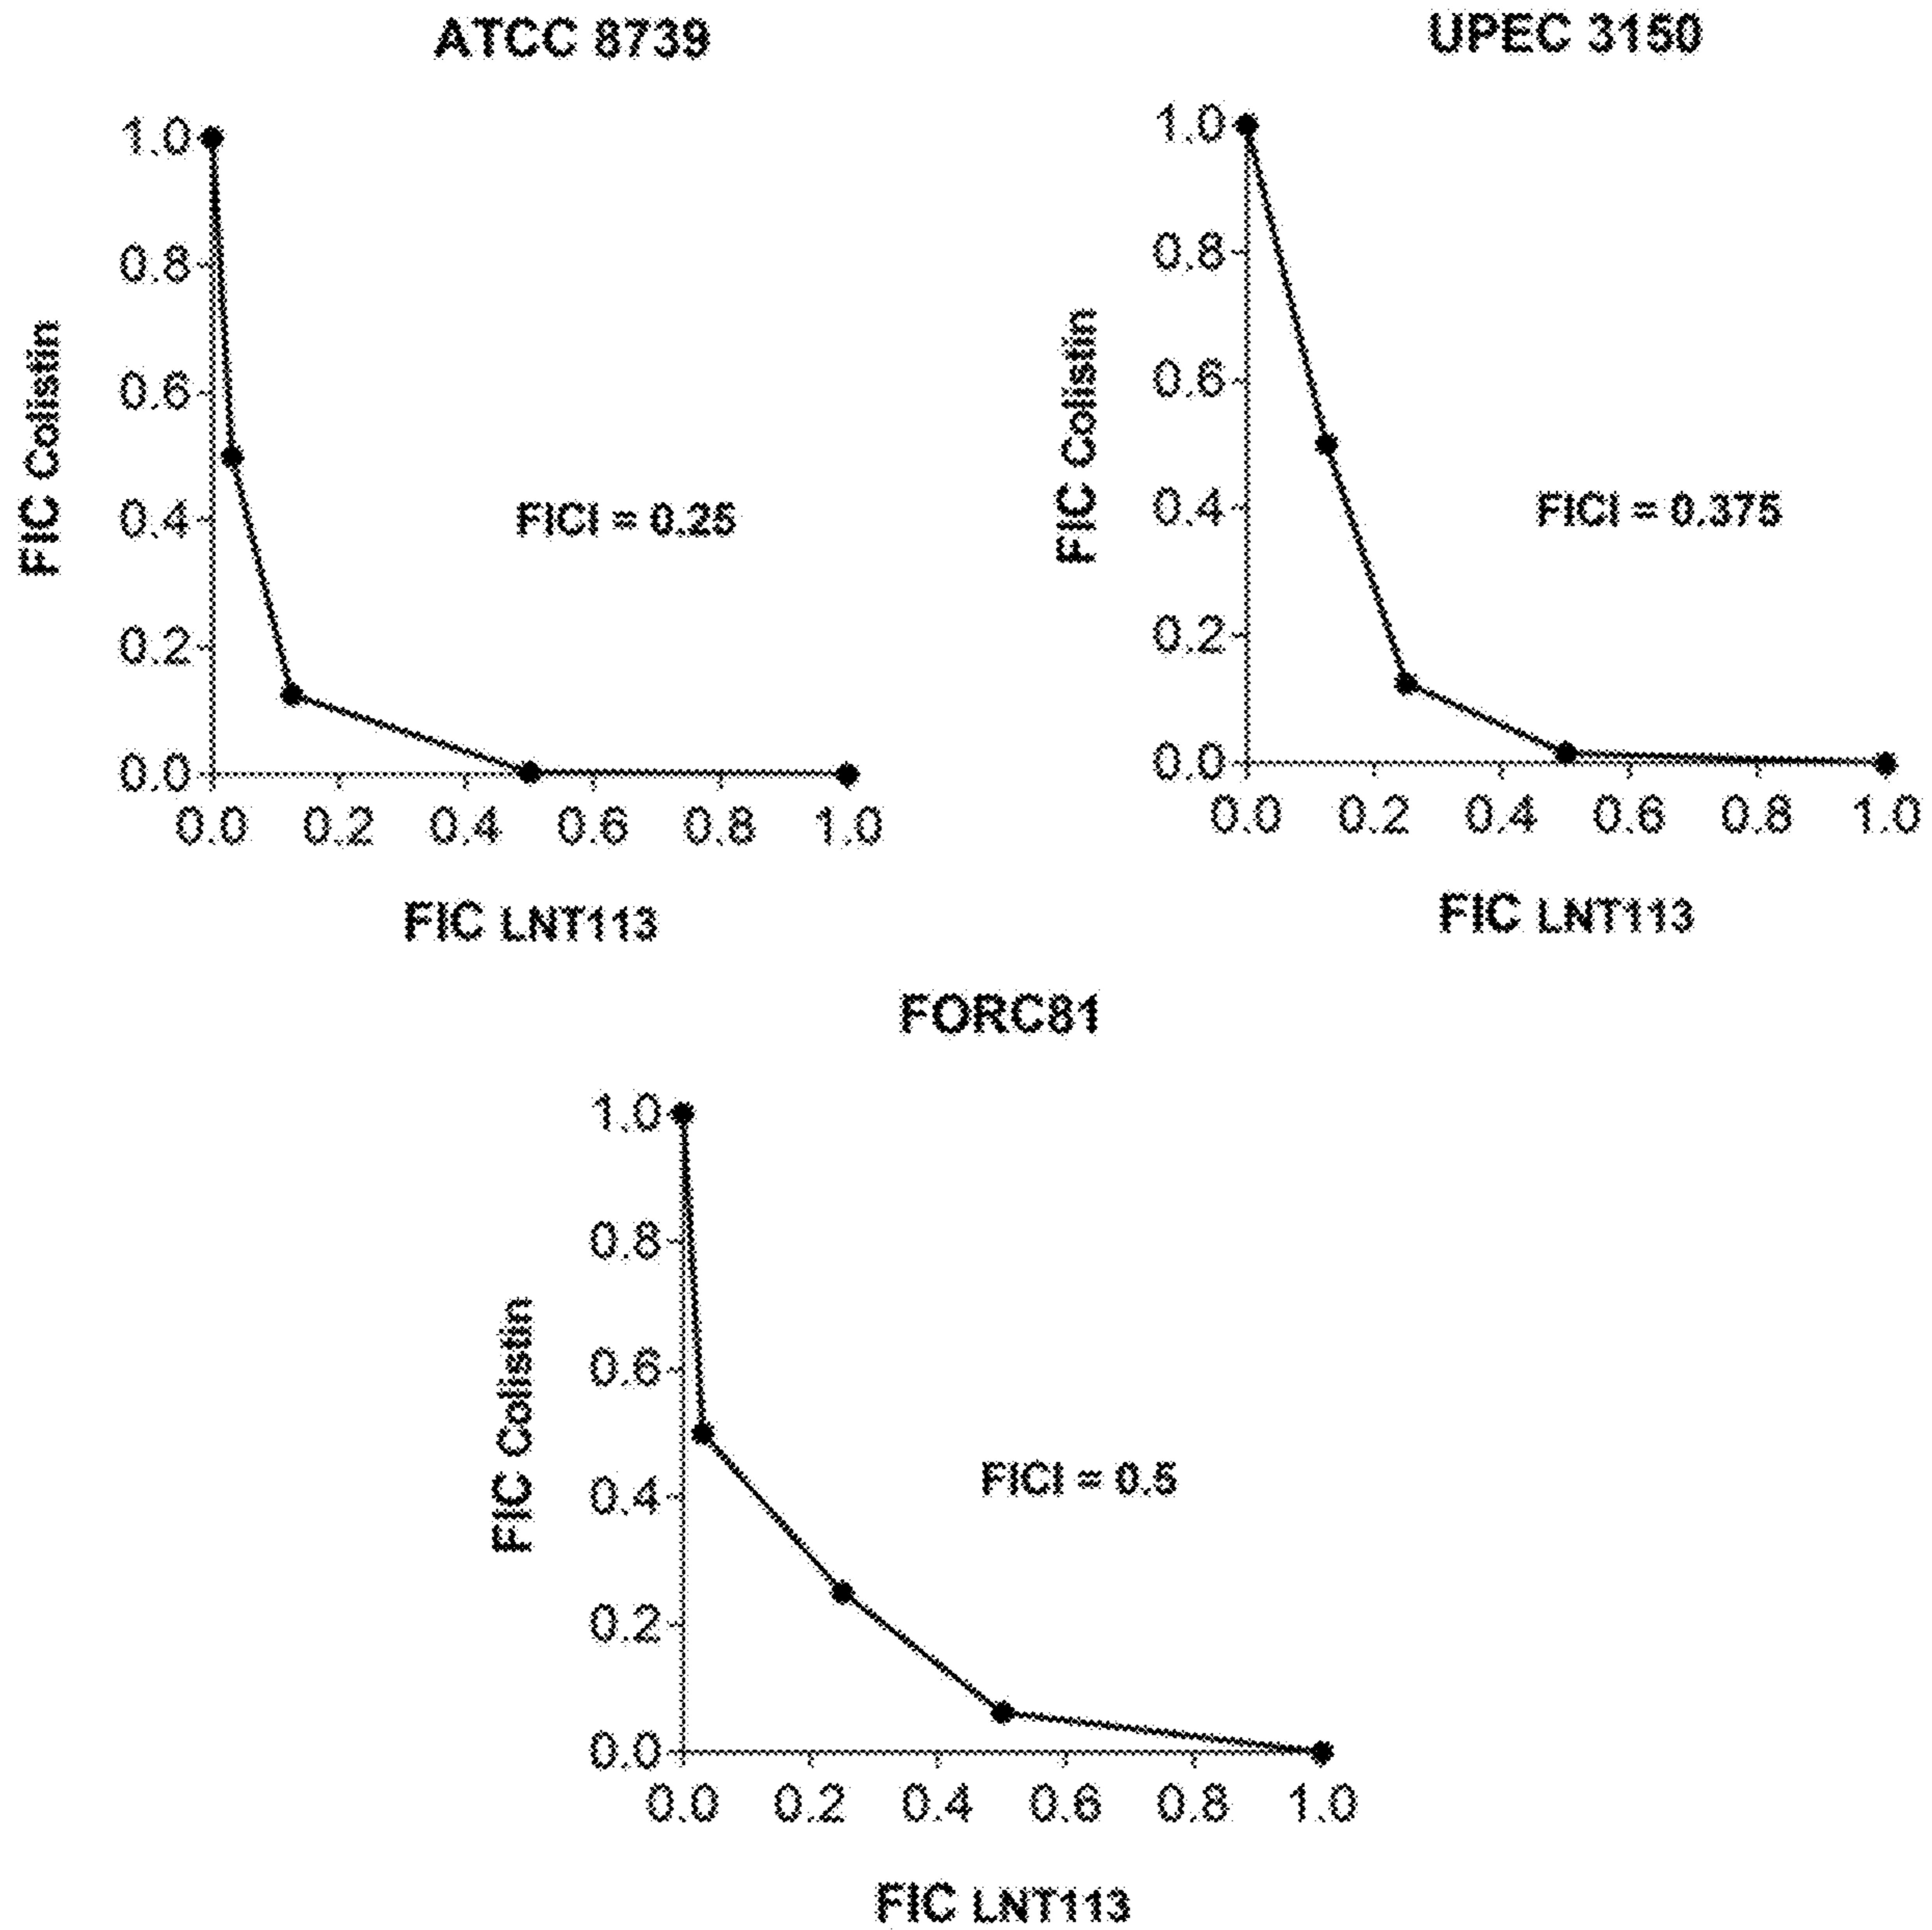 ATCC 8739
FIC Colistin
1.0
0.8
0.6
0.4
0.2
0.0
FICI = 0.25
0.0 0.2 0.4 0.6 0.8 1.0
FIC LNT113
UPEC 3150
FIC Colistin
1.0
0.8
0.6
0.4
0.2
0.0
FICI = 0.375
0.0 0.2 0.4 0.6 0.8 1.0
FIC LNT113
FORC81
FIC Colistin
1.0
0.8
0.6
0.4
0.2
0.0
FICI = 0.5
0.0 0.2 0.4 0.6 0.8 1.0
FIC LNT113